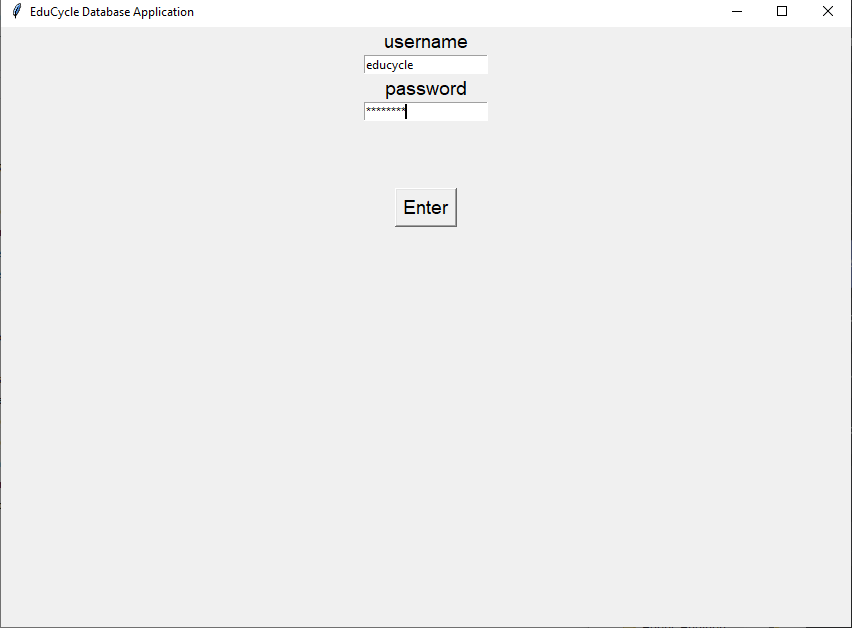 EduCycle Database Application
username
educycle
password
********
Enter